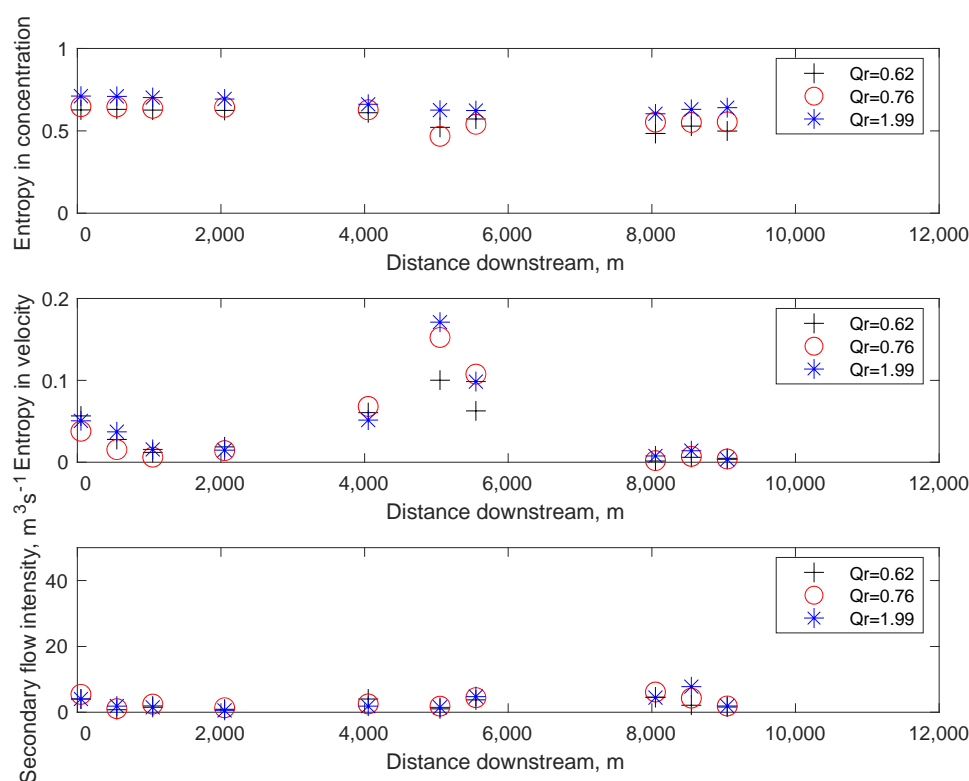 Entropy in concentration
1
0.5
0
0 2,000 4,000 6,000 8,000 10,000 12,000
Distance downstream, m
Qr=0.62
Qr=0.76
Qr=1.99
Entropy in velocity
0.2
0.1
0
0 2,000 4,000 6,000 8,000 10,000 12,000
Distance downstream, m
Qr=0.62
Qr=0.76
Qr=1.99
Secondary flow intensity, m³s⁻¹
40
20
0
0 2,000 4,000 6,000 8,000 10,000 12,000
Distance downstream, m
Qr=0.62
Qr=0.76
Qr=1.99